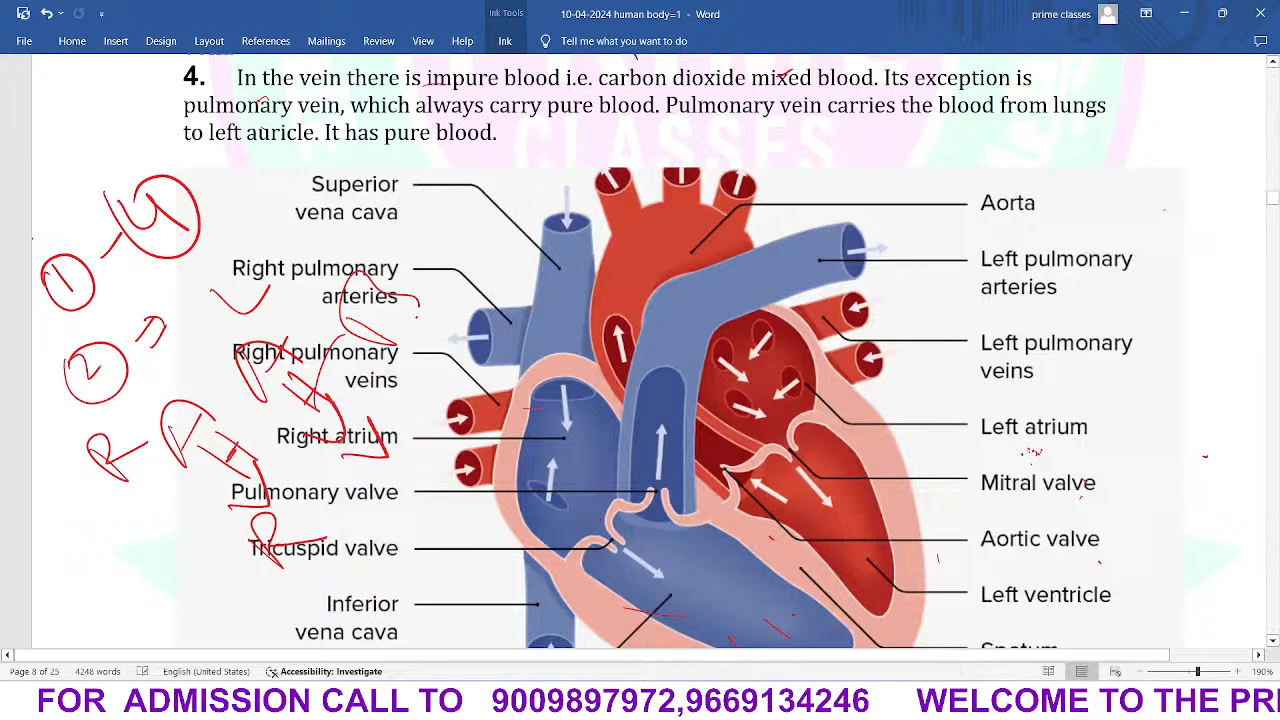 Ink Tools
10-04-2024 human body=1 - Word
prime classes
File Home Insert Design Layout References Mailings Review View Help Ink Tell me what you want to do
4. In the vein there is impure blood i.e. carbon dioxide mixed blood. Its exception is
pulmonary vein, which always carry pure blood. Pulmonary vein carries the blood from lungs
to left auricle. It has pure blood.
CLASSES
Superior
vena cava
Right pulmonary
arteries
Right pulmonary
veins
Right atrium
Pulmonary valve
Tricuspid valve
Inferior
vena cava
Aorta
Left pulmonary
arteries
Left pulmonary
veins
Left atrium
Mitral valve
Aortic valve
Left ventricle
1 - 4
2
R A
R
Page 8 of 25 4248 words English (United States) Accessibility: Investigate 190%
FOR ADMISSION CALL TO 9009897972,9669134246 WELCOME TO THE PRI